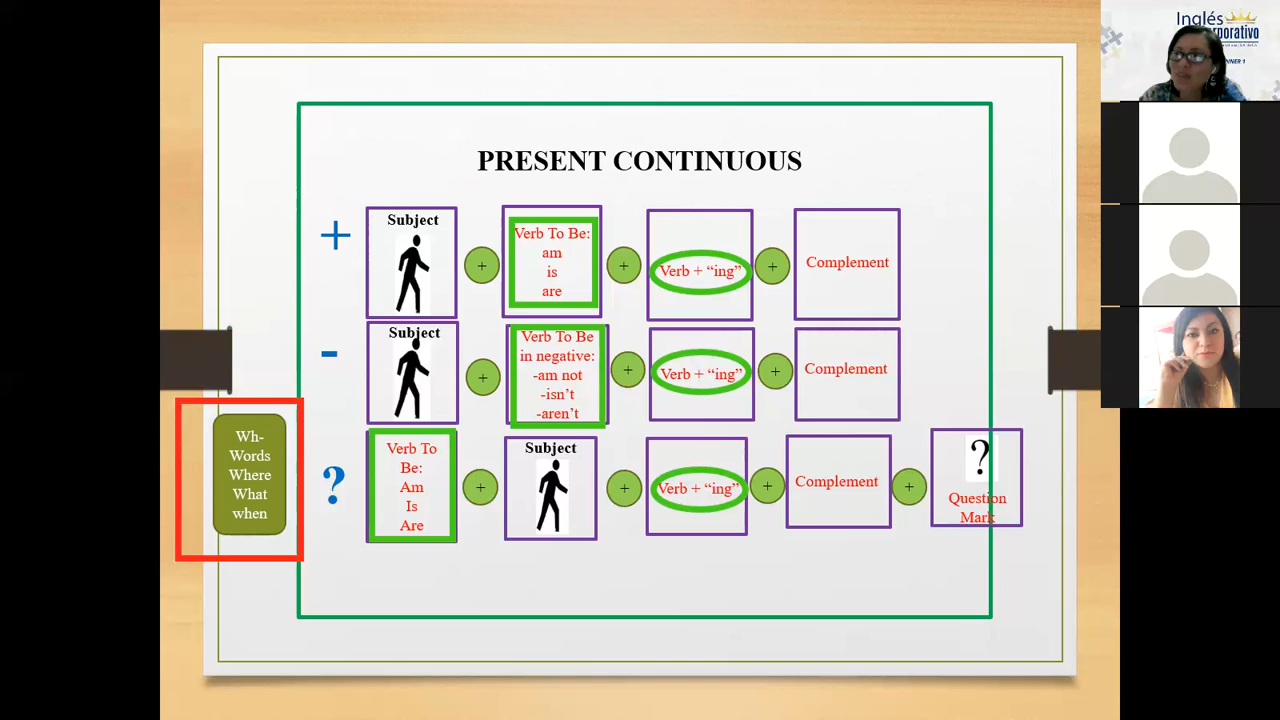 PRESENT CONTINUOUS
+
Subject
+
Verb To Be:
am
is
are
+
Verb + “ing”
+
Complement
-
Subject
+
Verb To Be
in negative:
-am not
-isn’t
-aren’t
+
Verb + “ing”
+
Complement
Wh-
Words
Where
What
when
?
Verb To
Be:
Am
Is
Are
+
Subject
+
Verb + “ing”
+
Complement
+
?
Question
Mark
Inglés